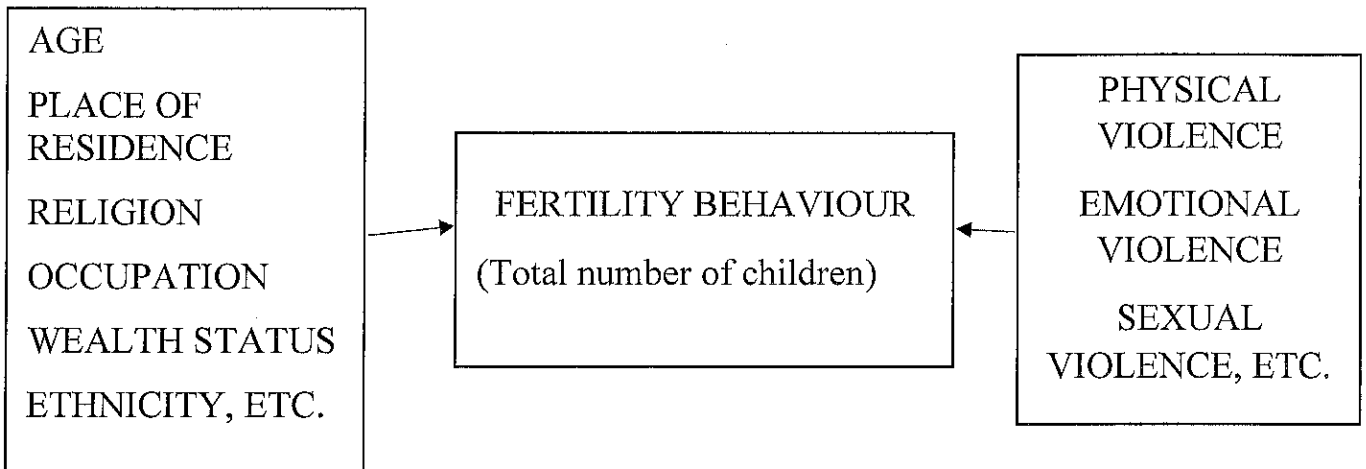 AGE
PLACE OF
RESIDENCE
RELIGION
OCCUPATION
WEALTH STATUS
ETHNICITY, ETC.
FERTILITY BEHAVIOUR
(Total number of children)
PHYSICAL
VIOLENCE
EMOTIONAL
VIOLENCE
SEXUAL
VIOLENCE, ETC.